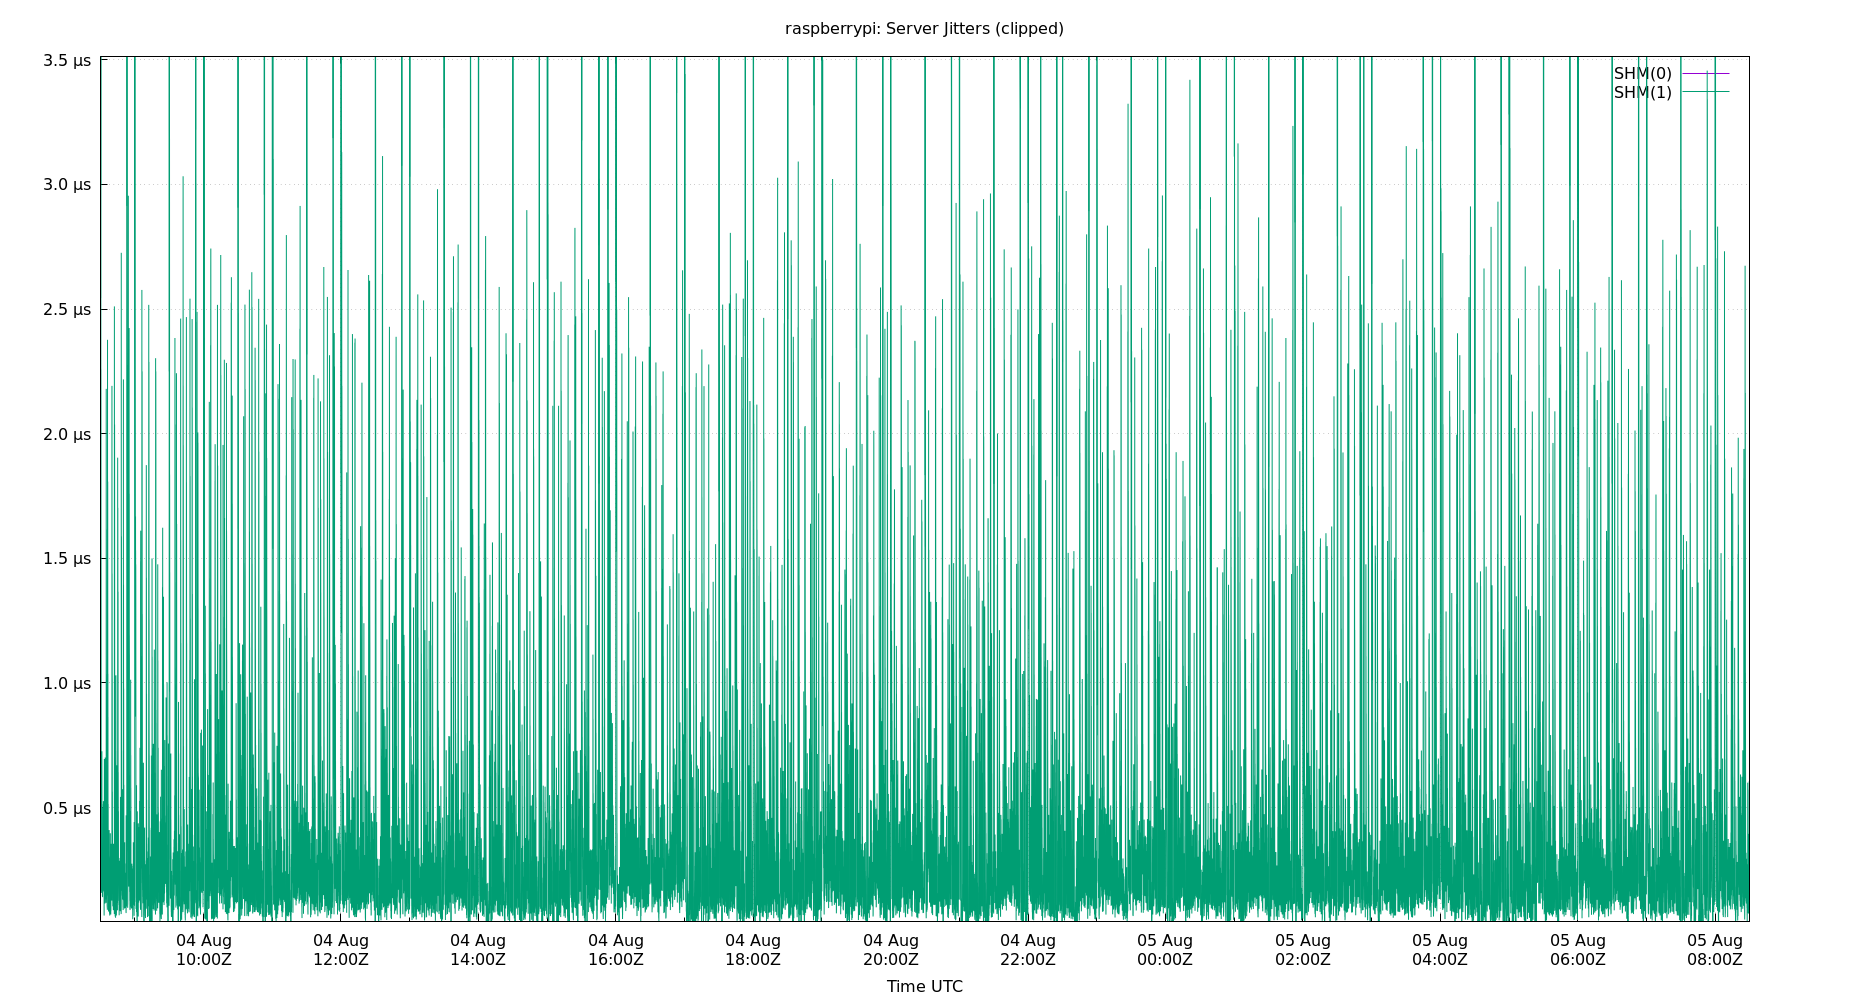 raspberrypi: Server Jitters (clipped)
3.5 µs
3.0 µs
2.5 µs
2.0 µs
1.5 µs
1.0 µs
0.5 µs
SHM(0)
SHM(1)
04 Aug 04 Aug 04 Aug 04 Aug 04 Aug 04 Aug 04 Aug 05 Aug 05 Aug 05 Aug 05 Aug 05 Aug
10:00Z 12:00Z 14:00Z 16:00Z 18:00Z 20:00Z 22:00Z 00:00Z 02:00Z 04:00Z 06:00Z 08:00Z
Time UTC